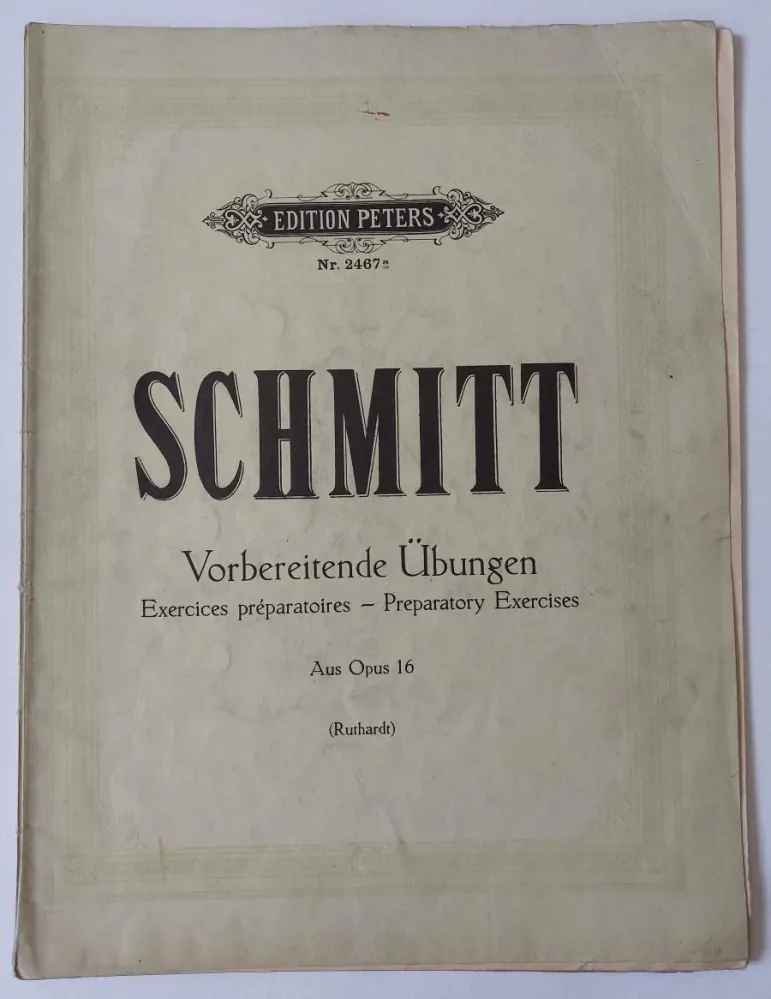 EDITION PETERS
Nr. 2467a
SCHMITT
Vorbereitende Übungen
Exercices préparatoires – Preparatory Exercises
Aus Opus 16
(Ruthardt)